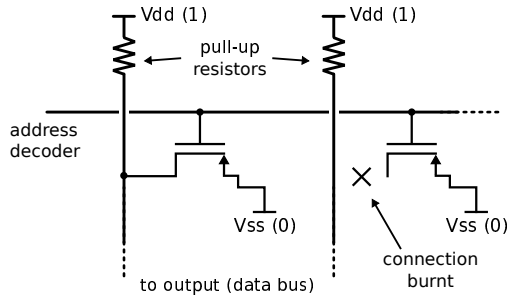 Vdd (1)
Vdd (1)
pull-up
resistors
address
decoder
Vss (0)
Vss (0)
connection
burnt
to output (data bus)